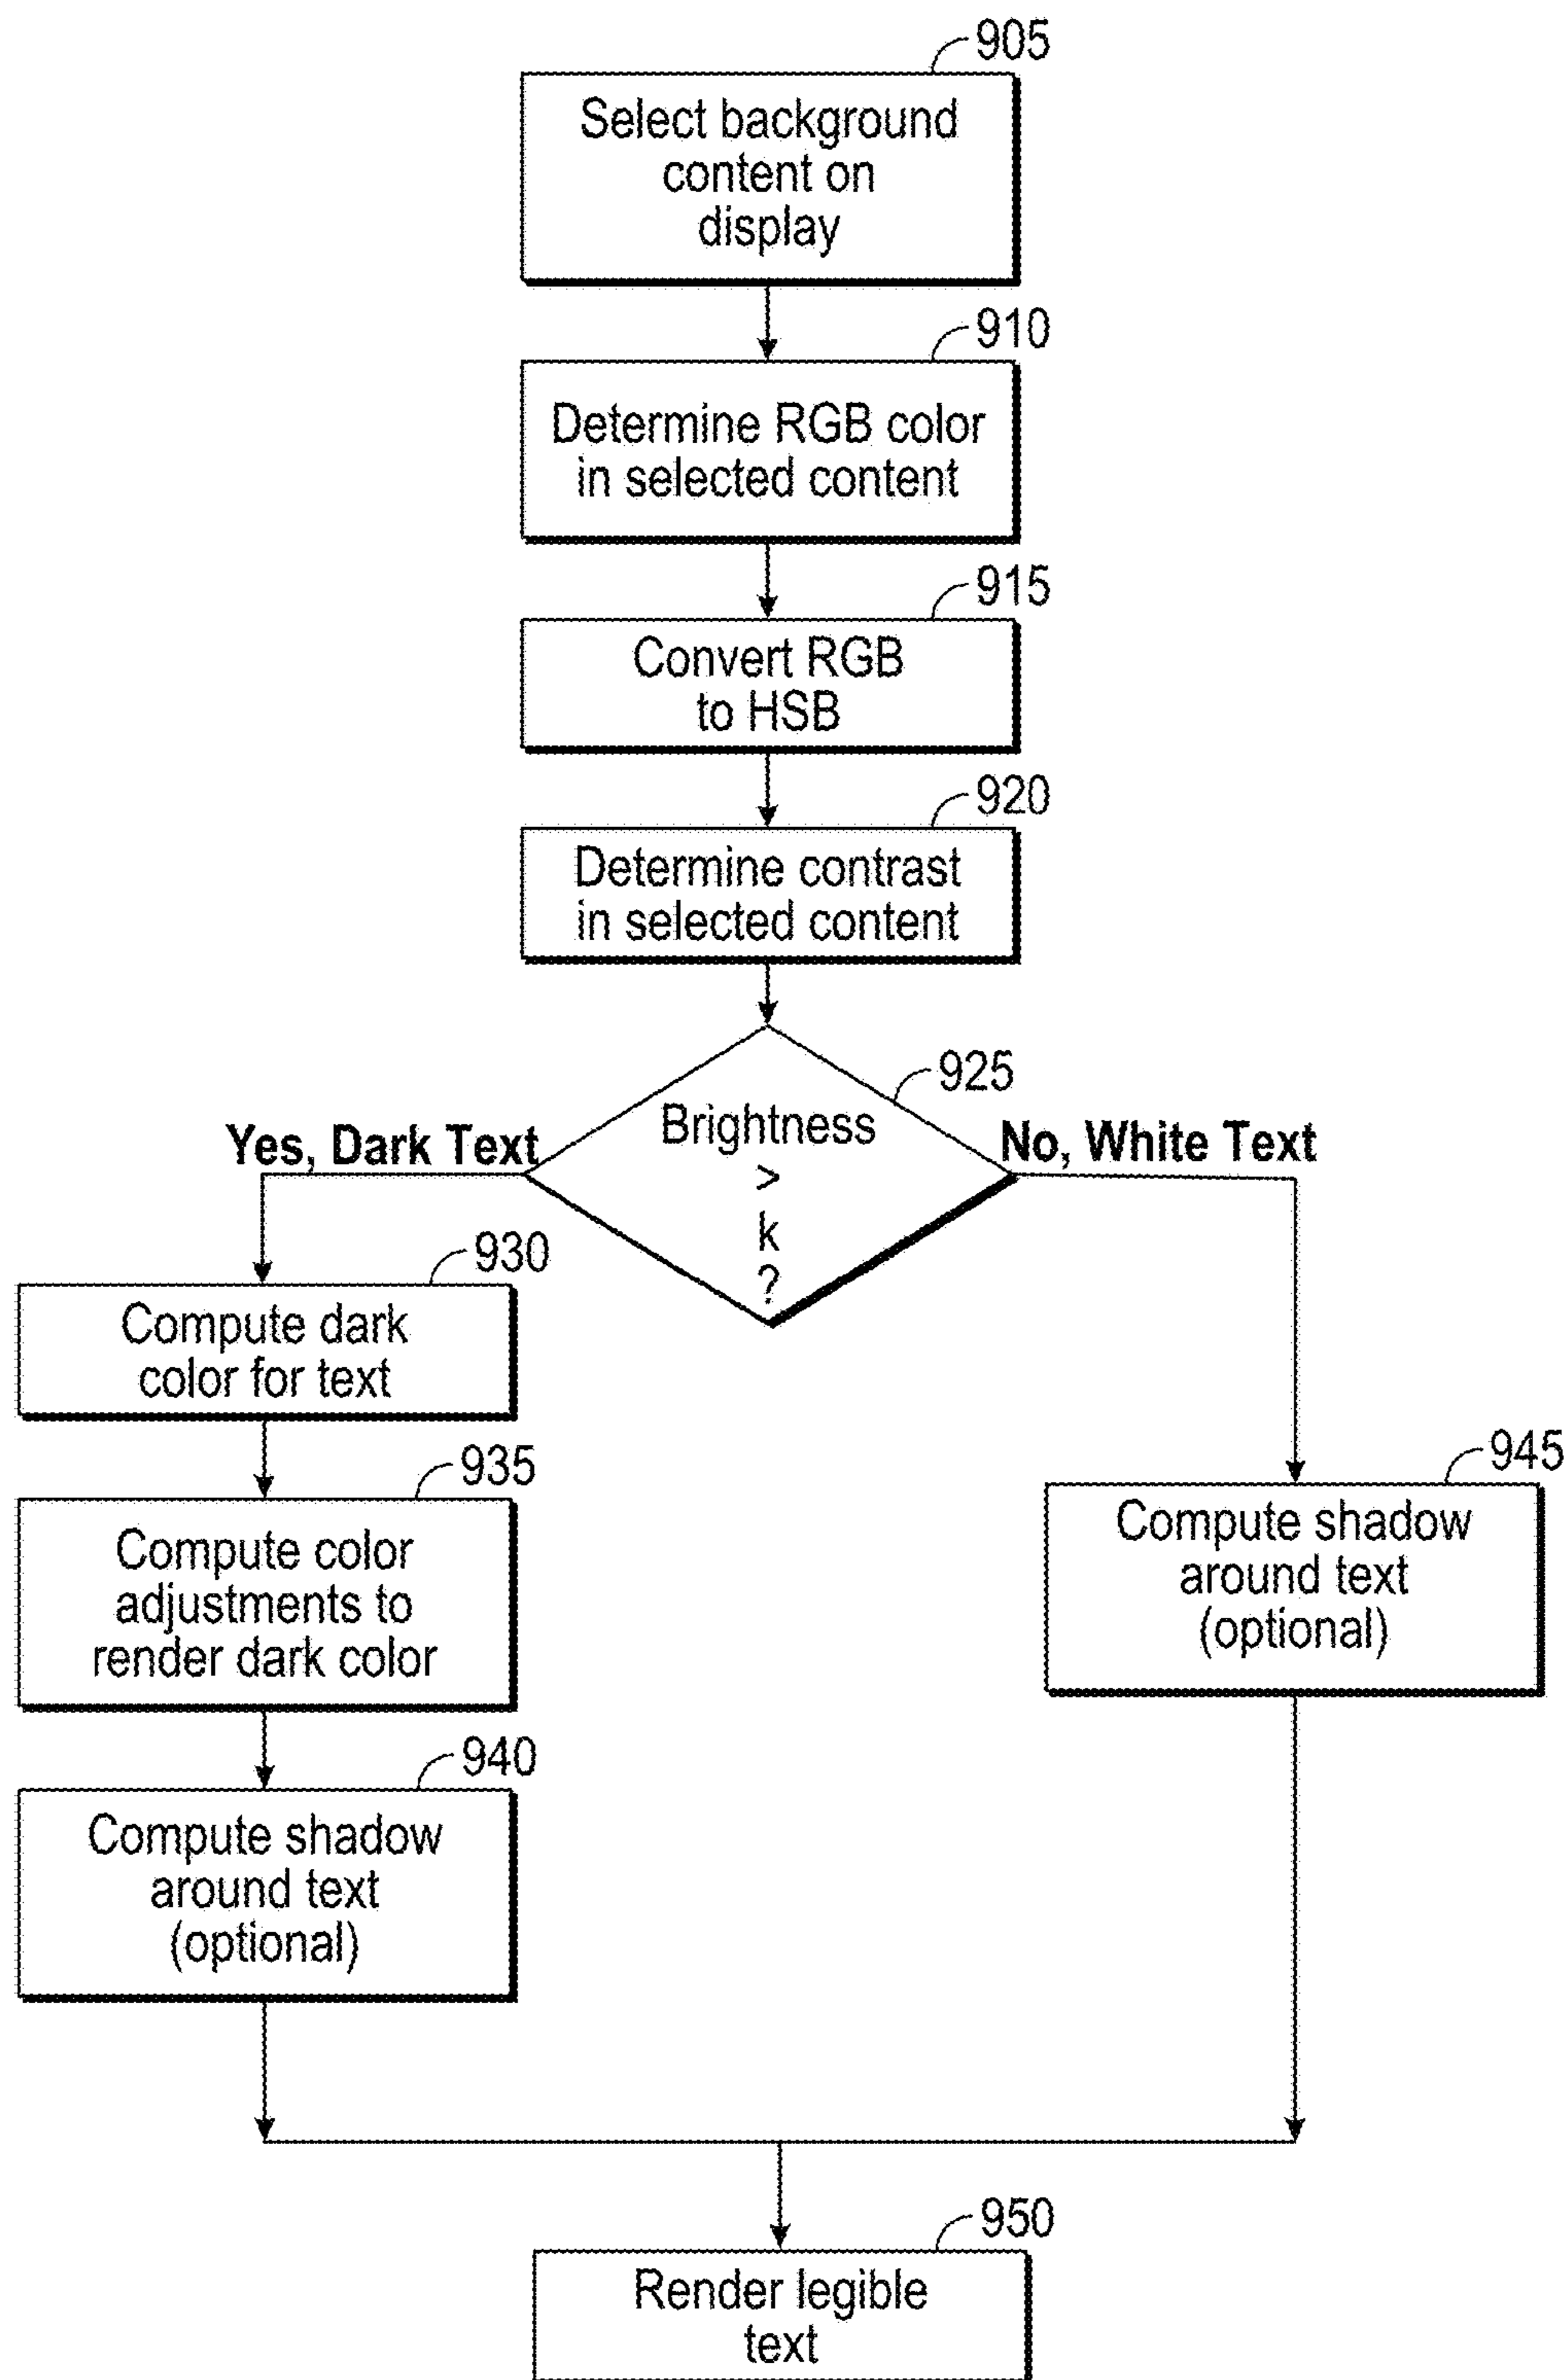 905
Select background
content on
display
910
Determine RGB color
in selected content
915
Convert RGB
to HSB
920
Determine contrast
in selected content
925
Brightness
>
k
?
Yes, Dark Text
No, White Text
930
Compute dark
color for text
935
Compute color
adjustments to
render dark color
940
Compute shadow
around text
(optional)
945
Compute shadow
around text
(optional)
950
Render legible
text